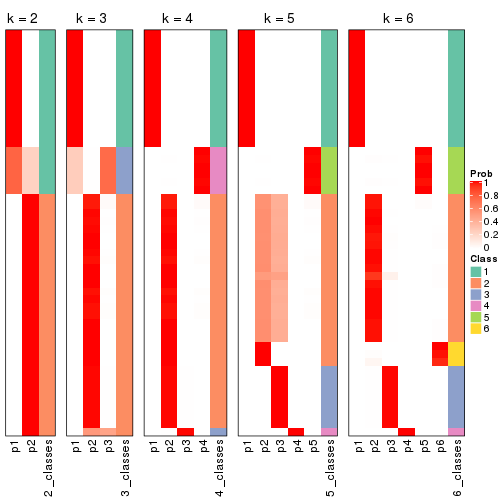 k = 2
k = 3
k = 4
k = 5
k = 6
Prob
1
0.8
0.6
0.4
0.2
0
Class
1
2
3
4
5
6
p1
p2
2_classes
p1
p2
p3
3_classes
p1
p2
p3
p4
4_classes
p1
p2
p3
p4
p5
5_classes
p1
p2
p3
p4
p5
p6
6_classes